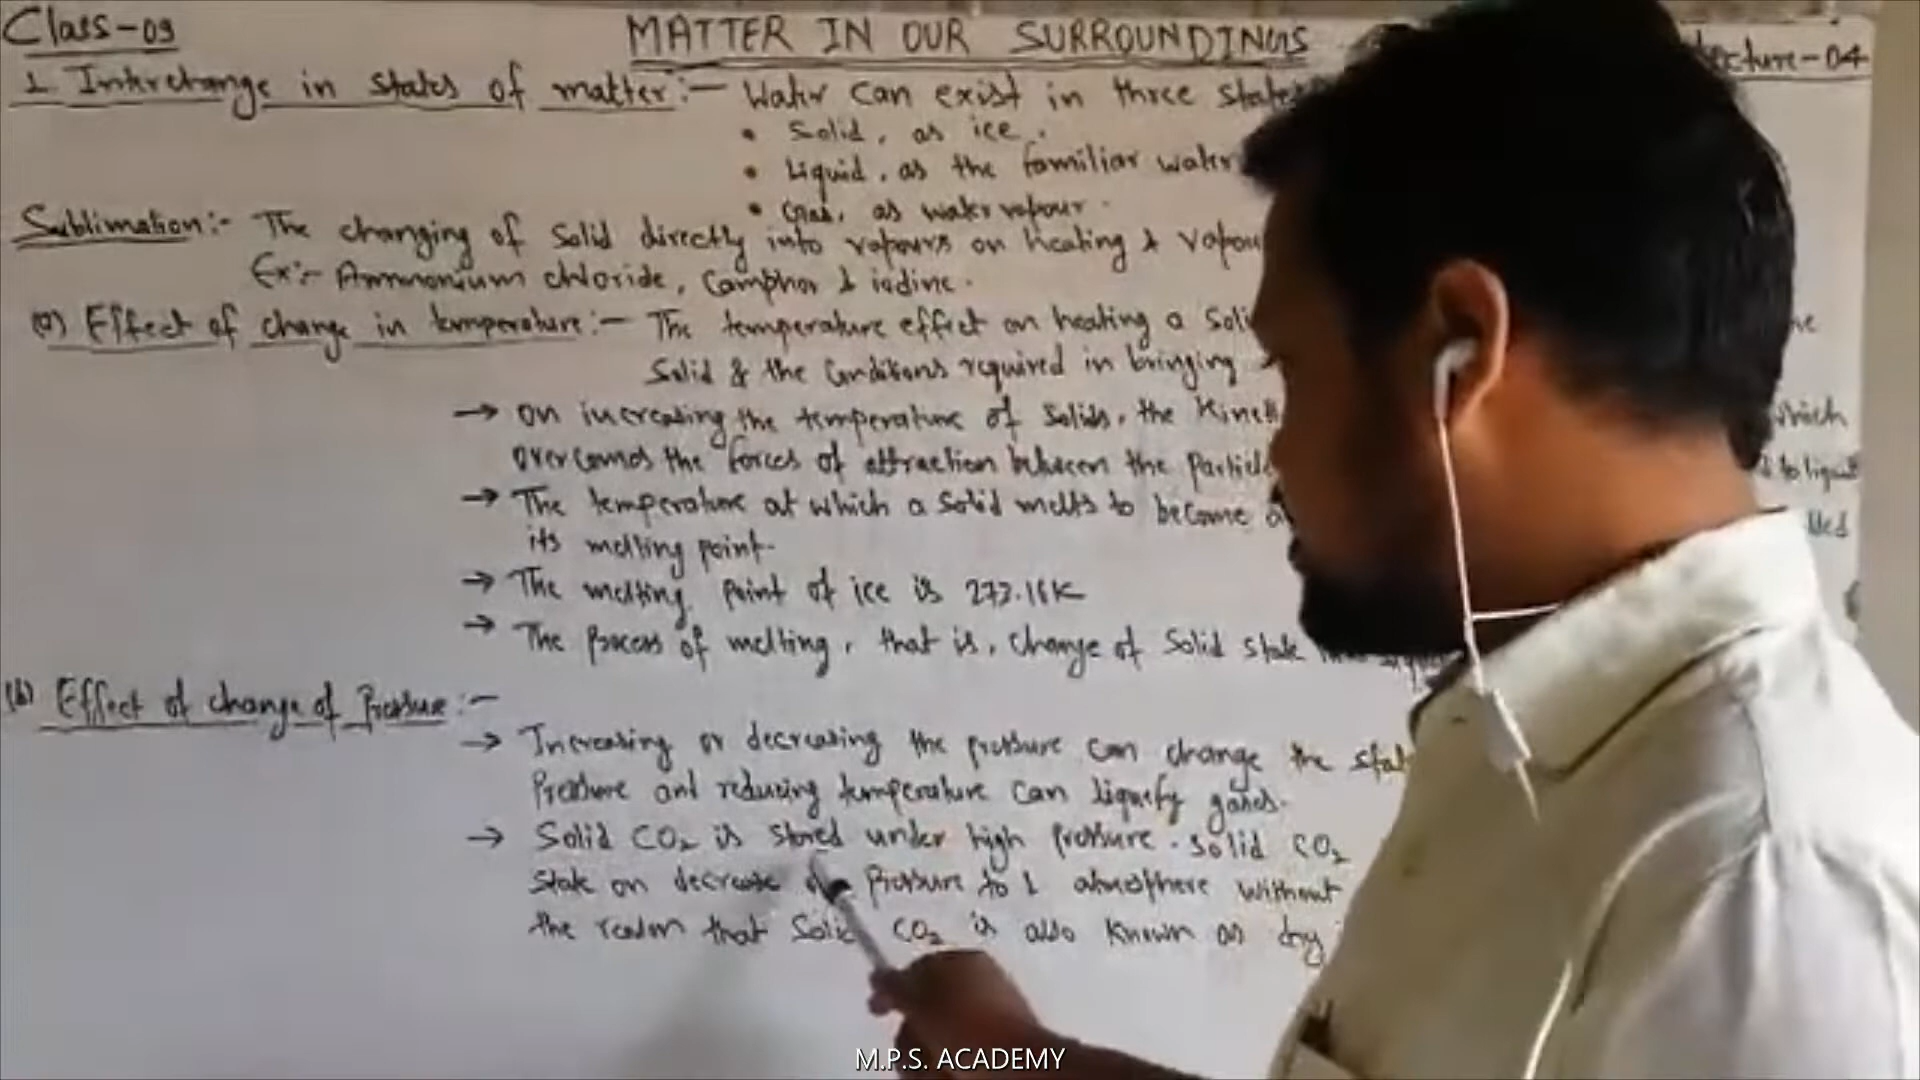 Class-09
MATTER IN OUR SURROUNDINGS
Lecture-04
1. Interchange in states of matter:- Water can exist in three states
• Solid, as ice.
• Liquid, as the familiar water
• Gas, as water vapour.
Sublimation:- The changing of solid directly into vapours on heating & vapou
Ex:- Ammonium chloride, Camphor & iodine.
(a) Effect of change in temperature:- The temperature effect on heating a Soli
Solid & the Conditions required in bringing
→ on increasing the temperature of Solids, the Kine which
overcomes the forces of attraction between the Particle d to liquid
→ The temperature at which a solid melts to become a lled
its melting point.
→ The melting point of ice is 273.16K
→ The Process of melting, that is, change of Solid state into
(b) Effect of change of Pressure:-
→ Increasing or decreasing the pressure can change the stat
Pressure and reducing temperature can liquefy gases.
→ Solid CO₂ is stored under high pressure. Solid CO₂
State on decrease of Pressure to 1 atmosphere without
the reason that Solid CO₂ is also known as dry
M.P.S. ACADEMY